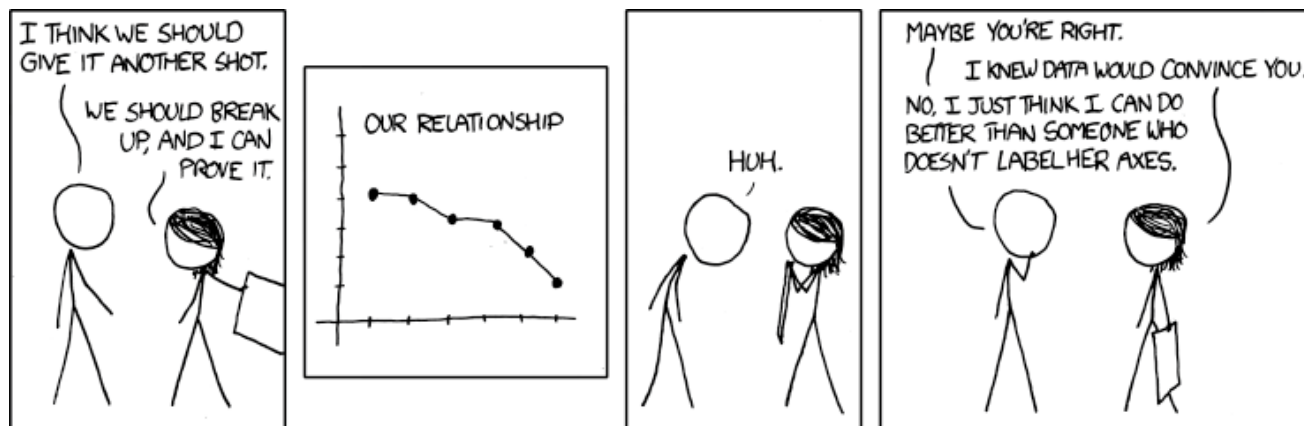 I THINK WE SHOULD
GIVE IT ANOTHER SHOT.
WE SHOULD BREAK
UP, AND I CAN
PROVE IT.
OUR RELATIONSHIP
HUH.
MAYBE YOU'RE RIGHT.
I KNEW DATA WOULD CONVINCE YOU.
NO, I JUST THINK I CAN DO
BETTER THAN SOMEONE WHO
DOESN'T LABEL HER AXES.